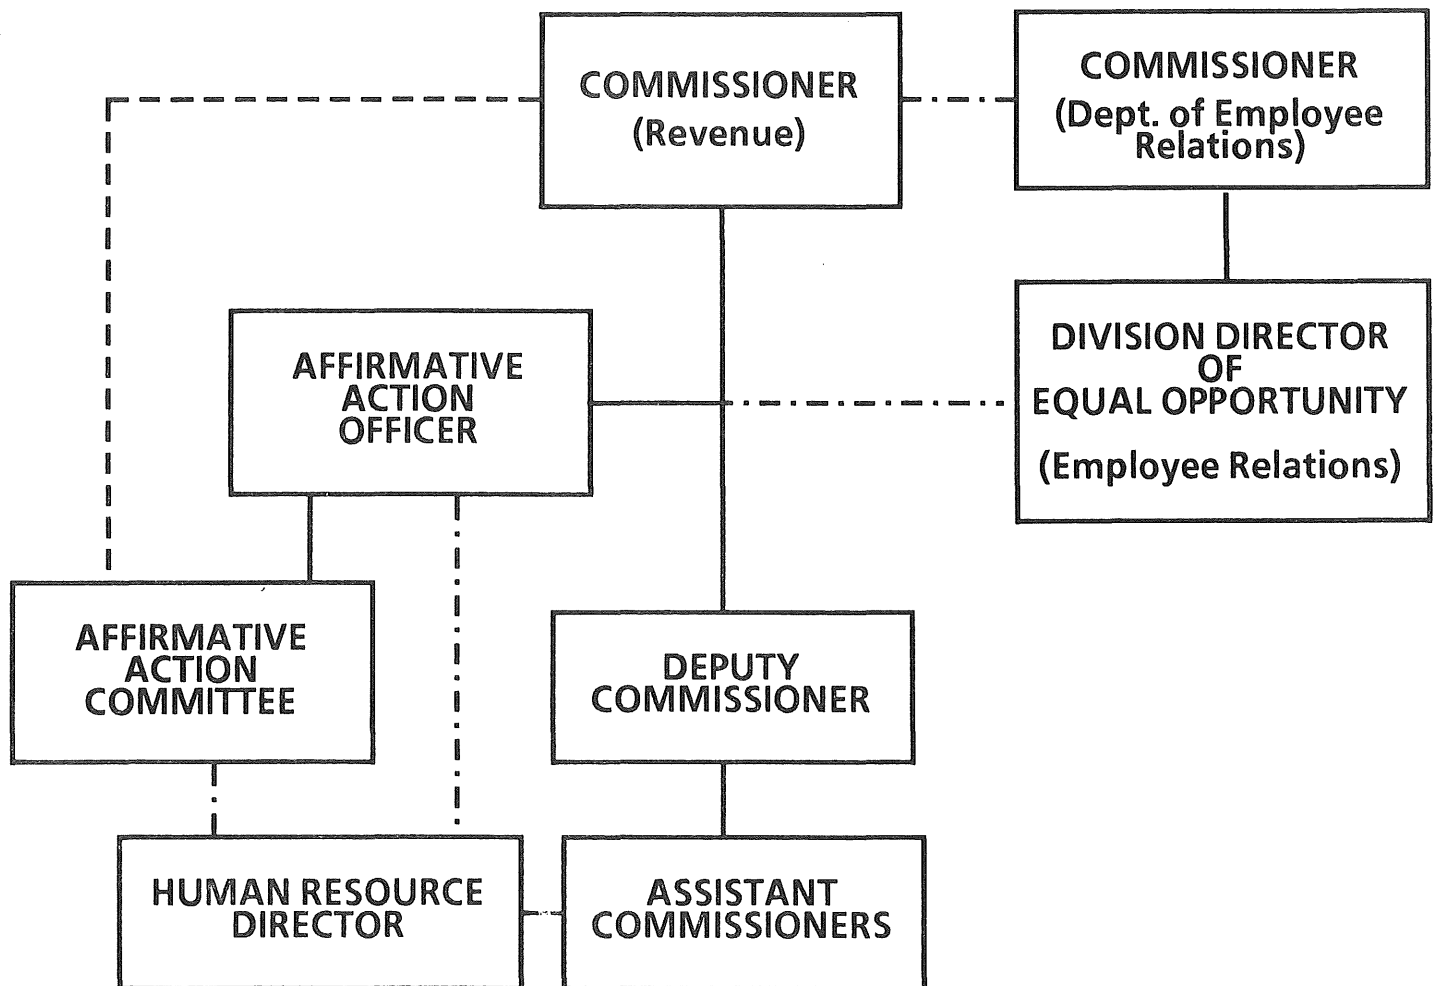 COMMISSIONER
(Revenue)
COMMISSIONER
(Dept. of Employee
Relations)
AFFIRMATIVE
ACTION
OFFICER
DIVISION DIRECTOR
OF
EQUAL OPPORTUNITY
(Employee Relations)
AFFIRMATIVE
ACTION
COMMITTEE
DEPUTY
COMMISSIONER
HUMAN RESOURCE
DIRECTOR
ASSISTANT
COMMISSIONERS